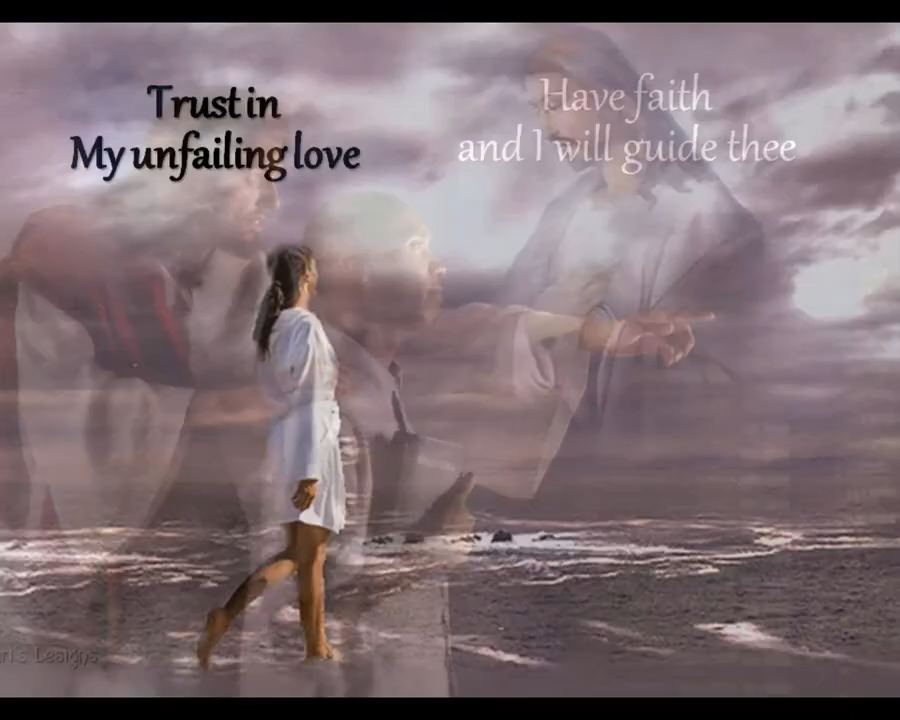 Trust in
My unfailing love
Have faith
and I will guide thee